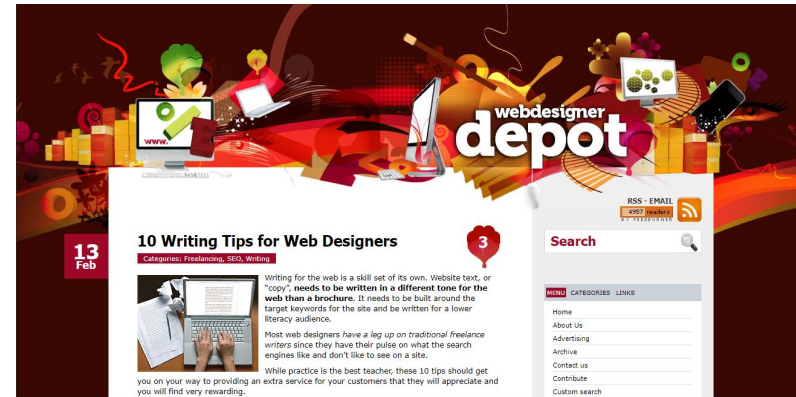 www.
webdesigner
depot
RSS - EMAIL
4957 readers
BY FEEDBURNER
13
Feb
10 Writing Tips for Web Designers
3
Categories: Freelancing, SEO, Writing
Search
Writing for the web is a skill set of its own. Website text, or
"copy", needs to be written in a different tone for the
web than a brochure. It needs to be built around the
target keywords for the site and be written for a lower
literacy audience.
Most web designers have a leg up on traditional freelance
writers since they have their pulse on what the search
engines like and don't like to see on a site.
While practice is the best teacher, these 10 tips should get
you on your way to providing an extra service for your customers that they will appreciate and
you will find very rewarding.
MENU CATEGORIES LINKS
Home
About Us
Advertising
Archive
Contact us
Contribute
Custom search